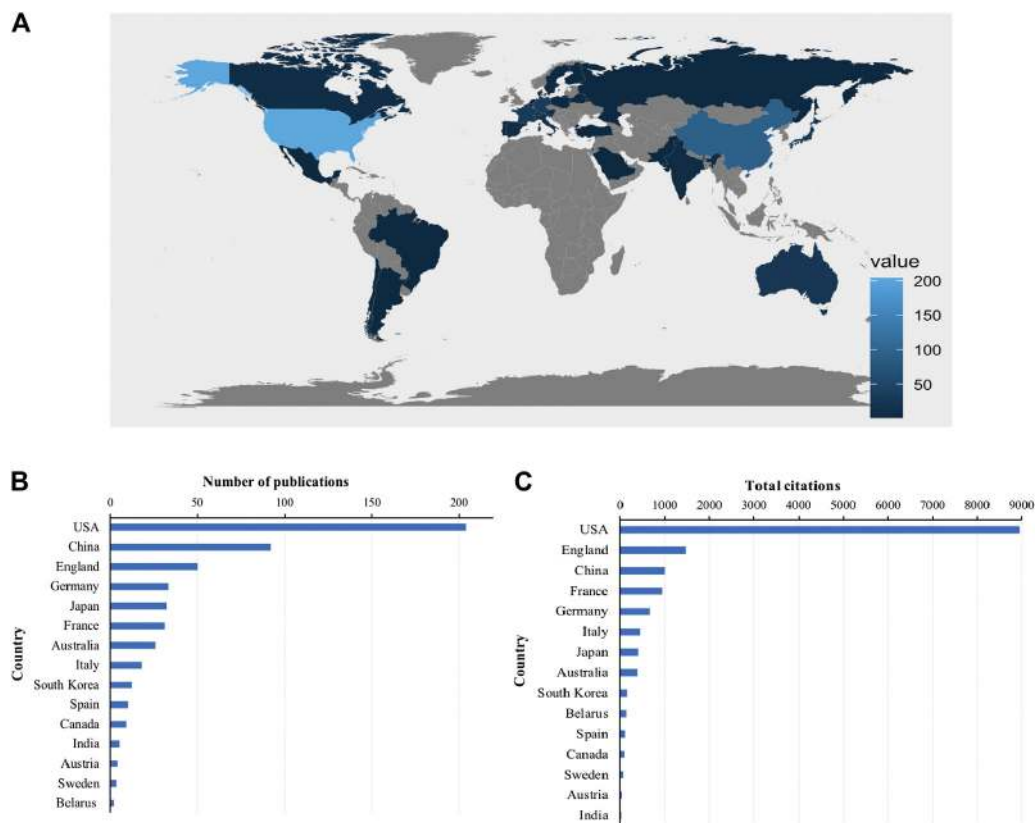 A
value
200
150
100
50
B
Number of publications
0 50 100 150 200
USA
China
England
Germany
Japan
France
Australia
Italy
South Korea
Spain
Canada
India
Austria
Sweden
Belarus
Country
C
Total citations
0 1000 2000 3000 4000 5000 6000 7000 8000 9000
USA
England
China
France
Germany
Italy
Japan
Australia
South Korea
Belarus
Spain
Canada
Sweden
Austria
India
Country